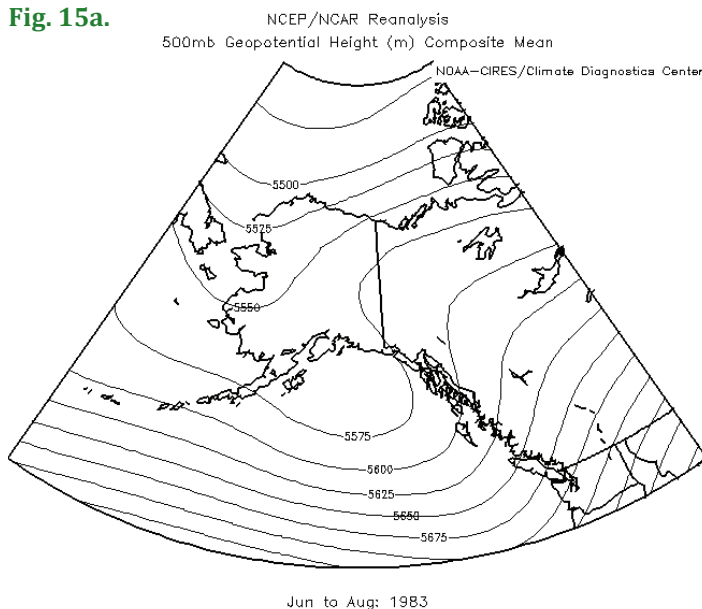 Fig. 15a.
NCEP/NCAR Reanalysis
500mb Geopotential Height (m) Composite Mean
NOAA-CIRES/Climate Diagnostics Center
5500
5525
5550
5575
5600
5625
5650
5675
Jun to Aug: 1983